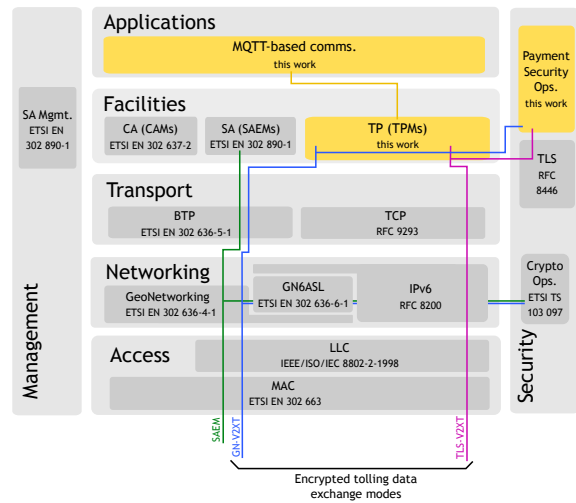 Applications
MQTT-based comms.
this work
Payment
Security
Ops.
this work
SA Mgmt.
ETSI EN
302 890-1
Facilities
CA (CAMs)
ETSI EN 302 637-2
SA (SAEMs)
ETSI EN 302 890-1
TP (TPMs)
this work
TLS
RFC
8446
Transport
BTP
ETSI EN 302 636-5-1
TCP
RFC 9293
Networking
GeoNetworking
ETSI EN 302 636-4-1
GN6ASL
ETSI EN 302 636-6-1
IPv6
RFC 8200
Crypto
Ops.
ETSI TS
103 097
Access
LLC
IEEE/ISO/IEC 8802-2-1998
MAC
ETSI EN 302 663
Management
Security
SAEM
GN-V2XT
TLS-V2XT
Encrypted tolling data
exchange modes